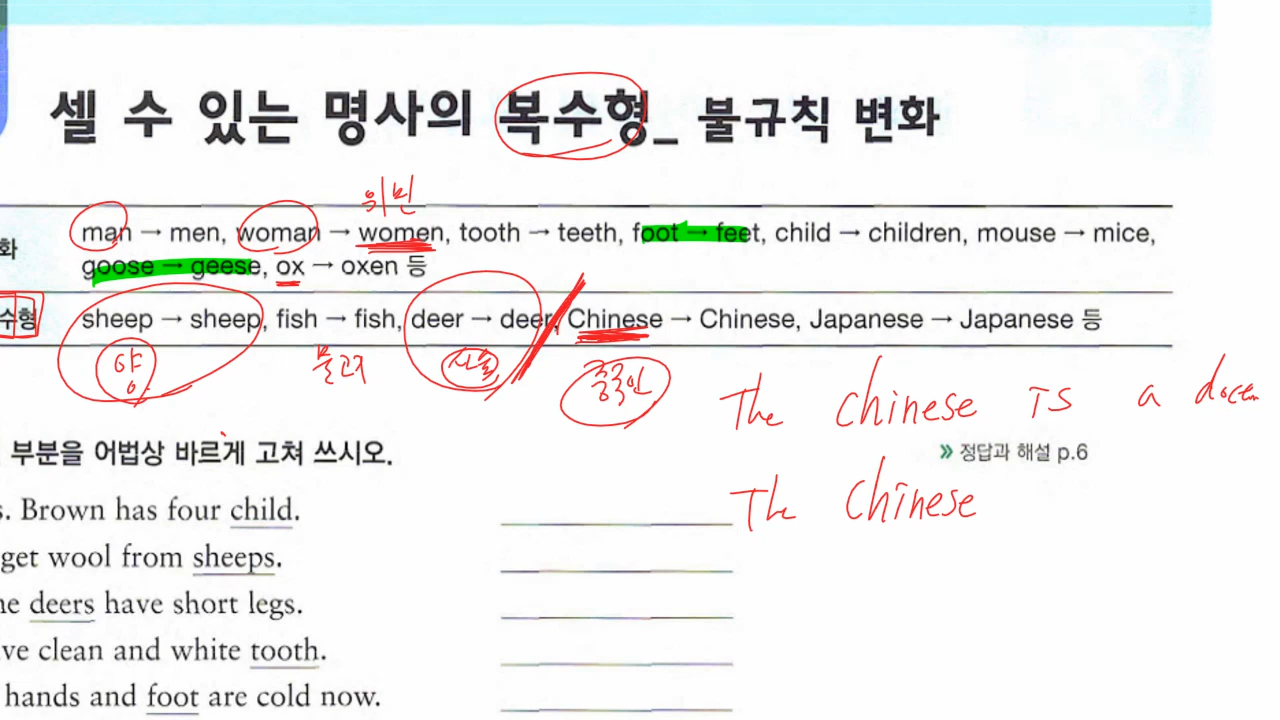 셀 수 있는 명사의 복수형_ 불규칙 변화
위민
화 man → men, woman → women, tooth → teeth, foot → feet, child → children, mouse → mice,
goose → geese, ox → oxen 등
수형 sheep → sheep, fish → fish, deer → deer, Chinese → Chinese, Japanese → Japanese 등
양 물고기 사슴 중국인
The Chinese is a
부분을 어법상 바르게 고쳐 쓰시오.
» 정답과 해설 p.6
The Chinese
s. Brown has four child.
get wool from sheeps.
ne deers have short legs.
ve clean and white tooth.
hands and foot are cold now.